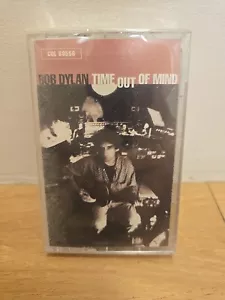 BOB DYLAN TIME OUT OF MIND